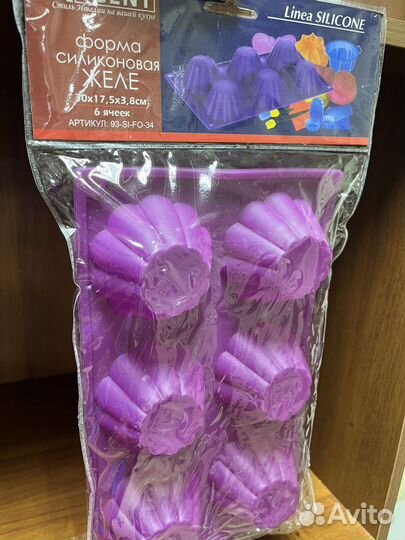 Стиль Италии на вашей кухне
Linea SILICONE
форма
силиконовая
ЖЕЛЕ
30x17,5x3,8см,
6 ячеек
АРТИКУЛ: 93-SI-FO-34
Avito